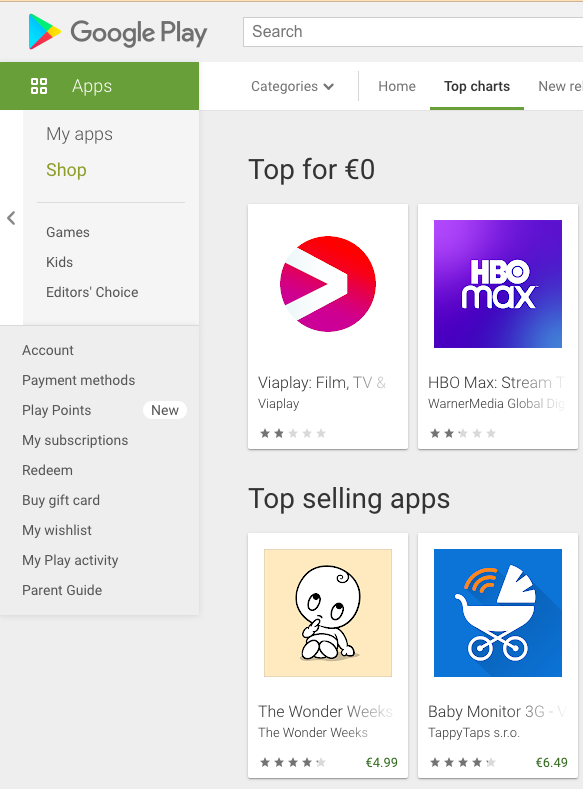 Google Play
Search
Apps
Categories
Home
Top charts
New rel
My apps
Shop
Games
Kids
Editors' Choice
Account
Payment methods
Play Points
New
My subscriptions
Redeem
Buy gift card
My wishlist
My Play activity
Parent Guide
Top for €0
HBO
max
Viaplay: Film, TV &
Viaplay
HBO Max: Stream T
WarnerMedia Global Dig
Top selling apps
The Wonder Weeks
The Wonder Weeks
€4.99
Baby Monitor 3G - V
TappyTaps s.r.o.
€6.49